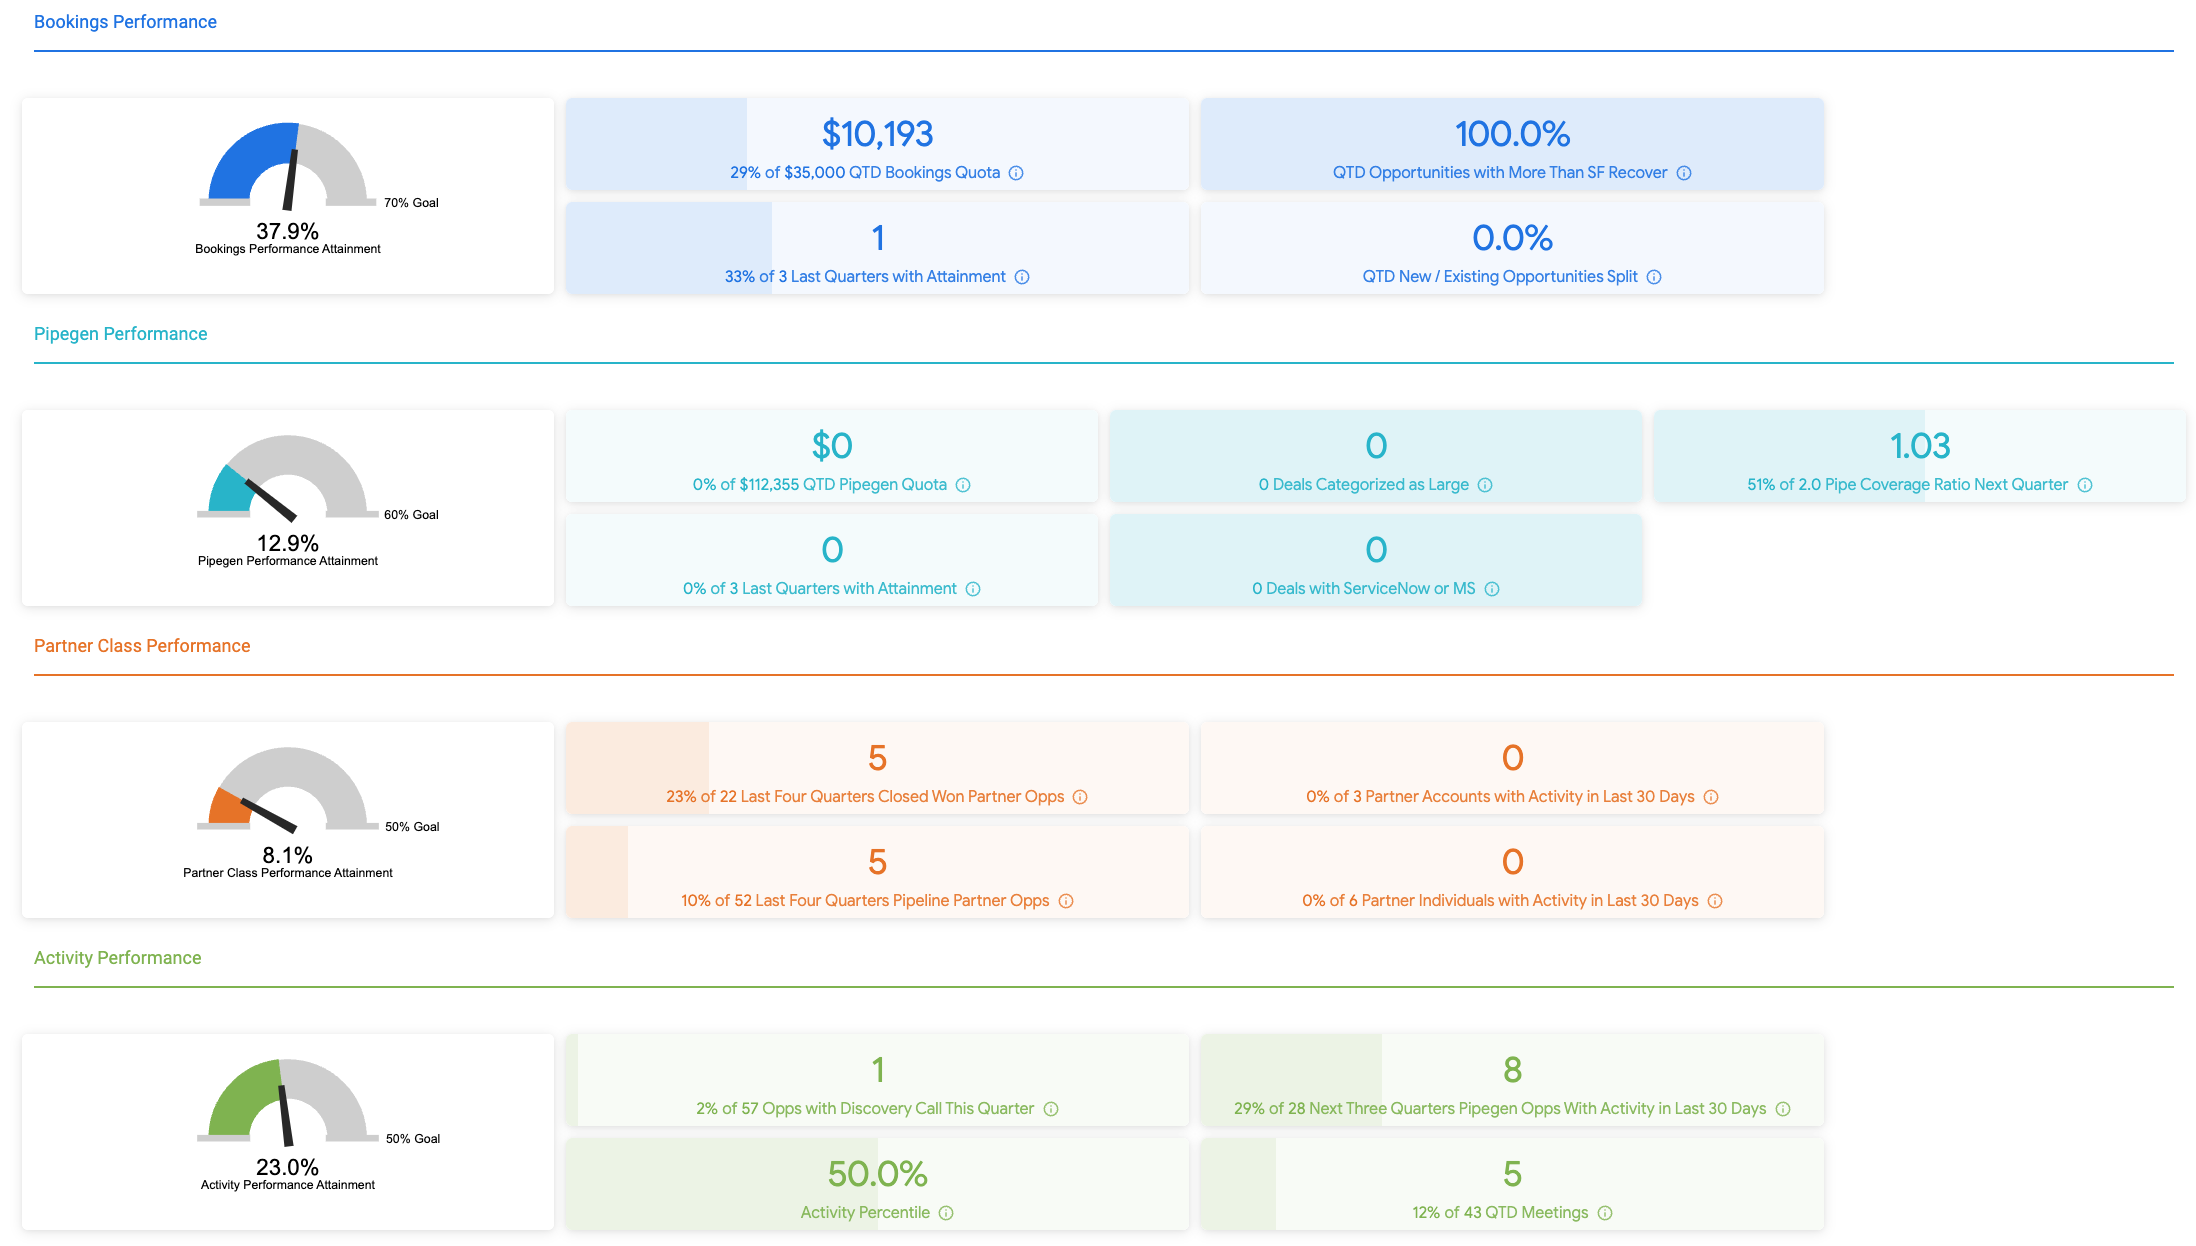 Bookings Performance
70% Goal
37.9%
Bookings Performance Attainment
$10,193
29% of $35,000 QTD Bookings Quota
100.0%
QTD Opportunities with More Than SF Recover
1
33% of 3 Last Quarters with Attainment
0.0%
QTD New / Existing Opportunities Split
Pipegen Performance
60% Goal
12.9%
Pipegen Performance Attainment
$0
0% of $112,355 QTD Pipegen Quota
0
0 Deals Categorized as Large
1.03
51% of 2.0 Pipe Coverage Ratio Next Quarter
0
0% of 3 Last Quarters with Attainment
0
0 Deals with ServiceNow or MS
Partner Class Performance
50% Goal
8.1%
Partner Class Performance Attainment
5
23% of 22 Last Four Quarters Closed Won Partner Opps
0
0% of 3 Partner Accounts with Activity in Last 30 Days
5
10% of 52 Last Four Quarters Pipeline Partner Opps
0
0% of 6 Partner Individuals with Activity in Last 30 Days
Activity Performance
50% Goal
23.0%
Activity Performance Attainment
1
2% of 57 Opps with Discovery Call This Quarter
8
29% of 28 Next Three Quarters Pipegen Opps With Activity in Last 30 Days
50.0%
Activity Percentile
5
12% of 43 QTD Meetings